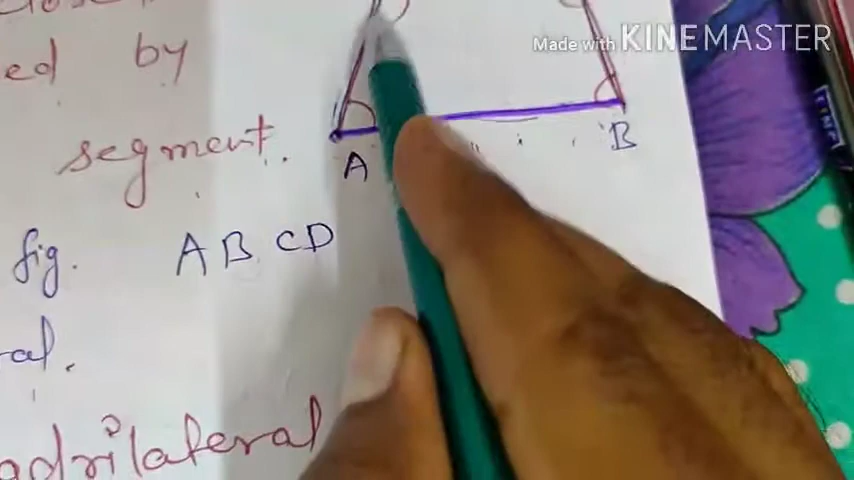 Made with KINEMASTER
ed by
segment.
A B
fig. ABCD
al.
adrilateral